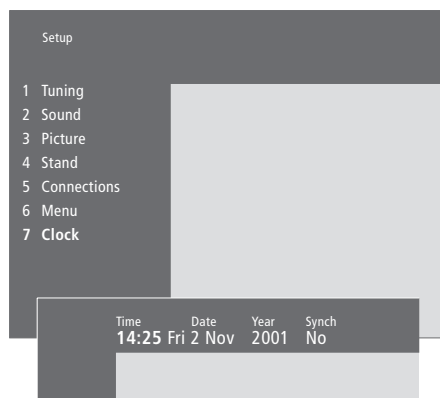 Setup
1 Tuning
2 Sound
3 Picture
4 Stand
5 Connections
6 Menu
7 Clock
Time Date Year Synch
14:25 Fri 2 Nov 2001 No